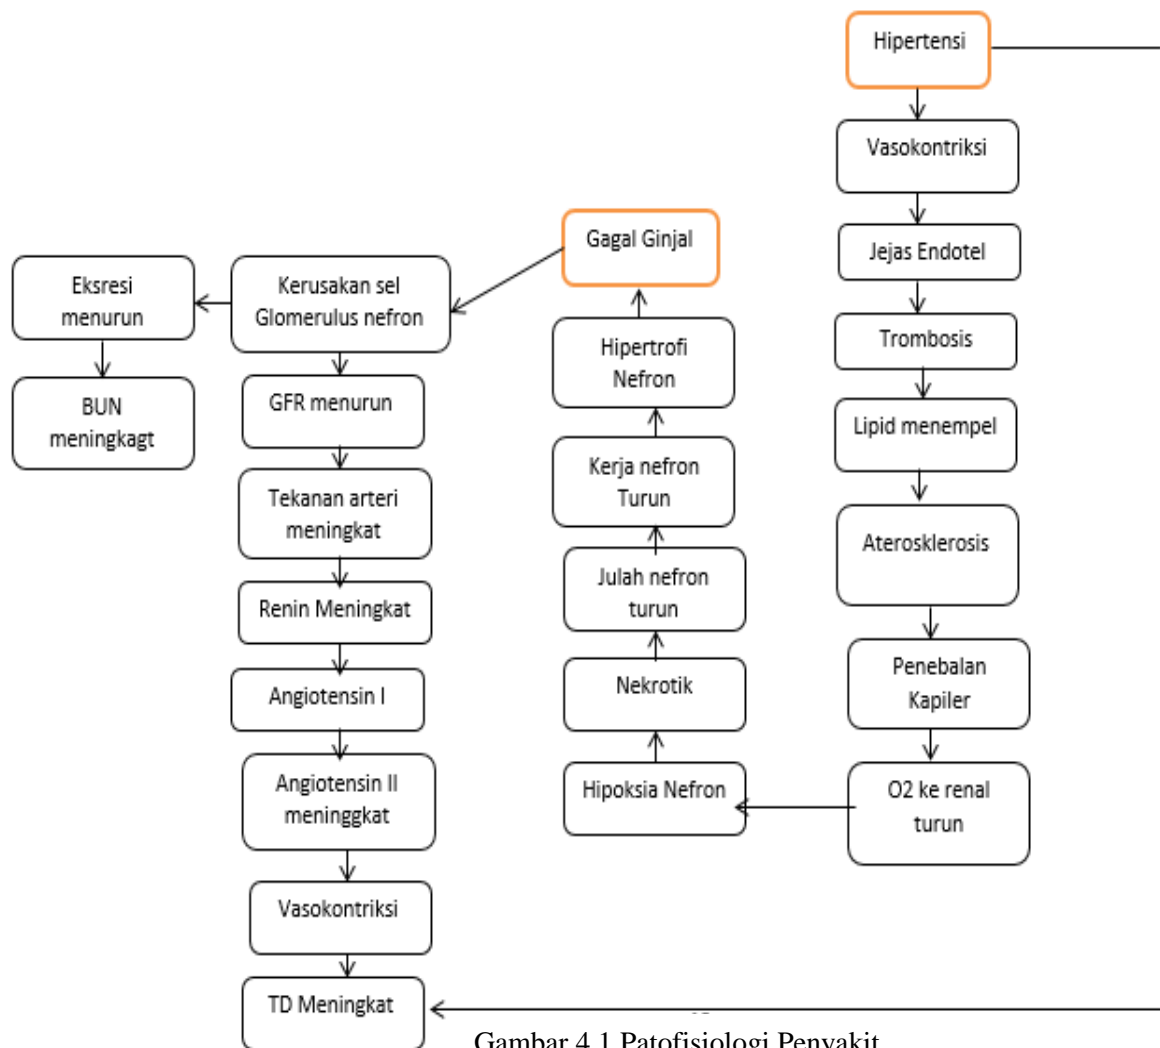 Hipertensi
Vasokontriksi
Jejas Endotel
Trombosis
Lipid menempel
Aterosklerosis
Penebalan
Kapiler
O2 ke renal
turun
Hipoksia Nefron
Nekrotik
Julah nefron
turun
Kerja nefron
Turun
Hipertrofi
Nefron
Gagal Ginjal
Kerusakan sel
Glomerulus nefron
Eksresi
menurun
BUN
meningkagt
GFR menurun
Tekanan arteri
meningkat
Renin Meningkat
Angiotensin I
Angiotensin II
meninggkat
Vasokontriksi
TD Meningkat
Gambar 4.1 Patofisiologi Penyakit